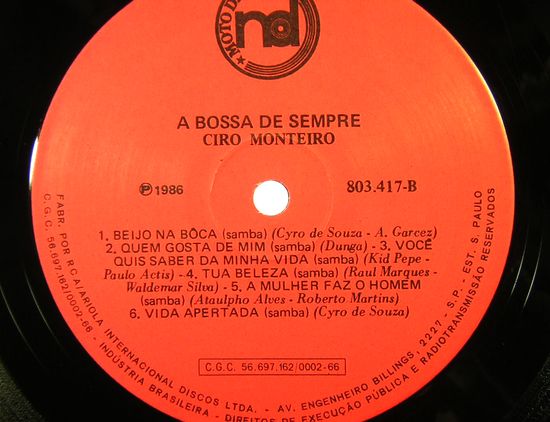 MOTO D
nd
A BOSSA DE SEMPRE
CIRO MONTEIRO
Ⓟ 1986
803.417-B
1. BEIJO NA BÔCA (samba) (Cyro de Souza - A. Garcez)
2. QUEM GOSTA DE MIM (samba) (Dunga) - 3. VOCÊ
QUIS SABER DA MINHA VIDA (samba) (Kid Pepe -
Paulo Actis) - 4. TUA BELEZA (samba) (Raul Marques -
Waldemar Silva) - 5. A MULHER FAZ O HOMEM
(samba) (Ataulpho Alves - Roberto Martins)
6. VIDA APERTADA (samba) (Cyro de Souza)
C.G.C. 56.697.162/0002-66
FABR. POR RCA/ARIOLA INTERNACIONAL DISCOS LTDA. - AV. ENGENHEIRO BILLINGS, 2227 - S.P. - EST. S. PAULO
C.G.C. 56.697.162/0002-66 - INDÚSTRIA BRASILEIRA - DIREITOS DE EXECUÇÃO PÚBLICA E RADIOTRANSMISSÃO RESERVADOS